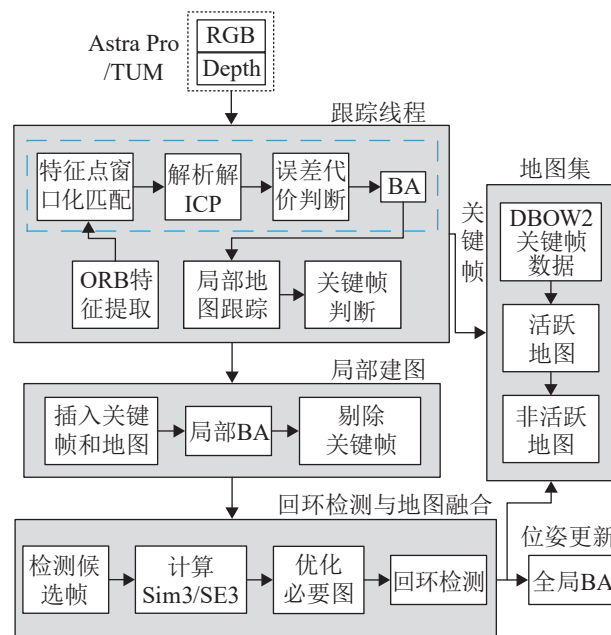 Astra Pro
/TUM
RGB
Depth
跟踪线程
特征点窗
口化匹配
解析解
ICP
误差代
价判断
BA
ORB特
征提取
局部地
图跟踪
关键帧
判断
关
键
帧
地图集
DBOW2
关键帧
数据
活跃
地图
非活跃
地图
局部建图
插入关键
帧和地图
局部BA
剔除
关键帧
回环检测与地图融合
检测候
选帧
计算
Sim3/SE3
优化
必要图
回环检测
位姿更新
全局BA